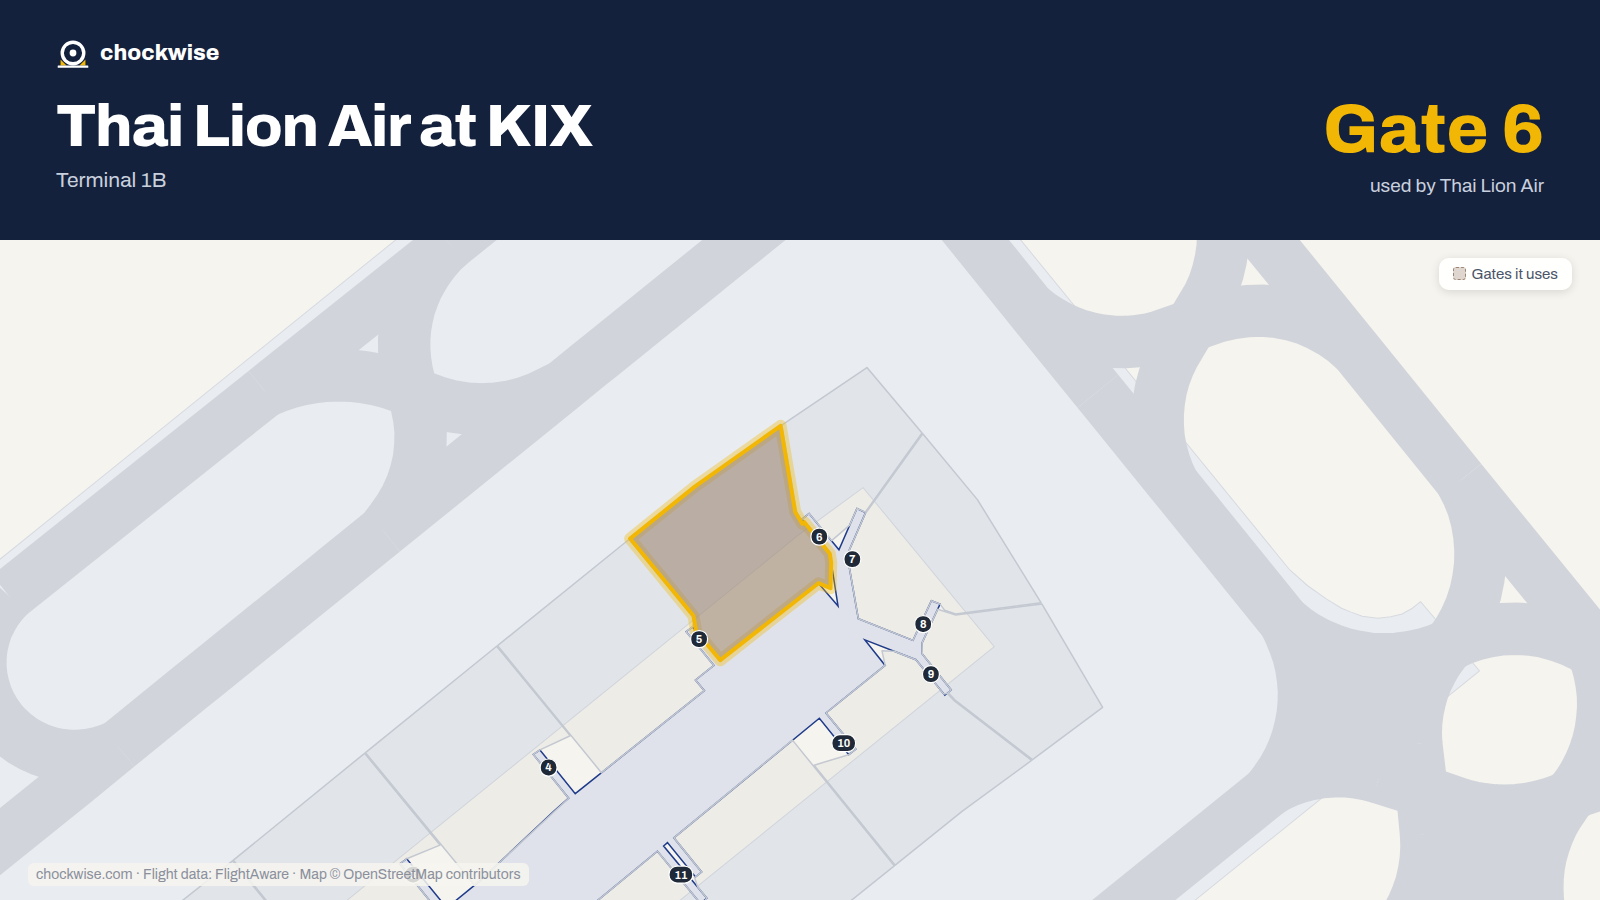 chockwise
Thai Lion Air at KIX
Terminal 1B
Gate 6
used by Thai Lion Air
Gates it uses
6
7
5
8
9
10
4
11
chockwise.com · Flight data: FlightAware · Map © OpenStreetMap contributors